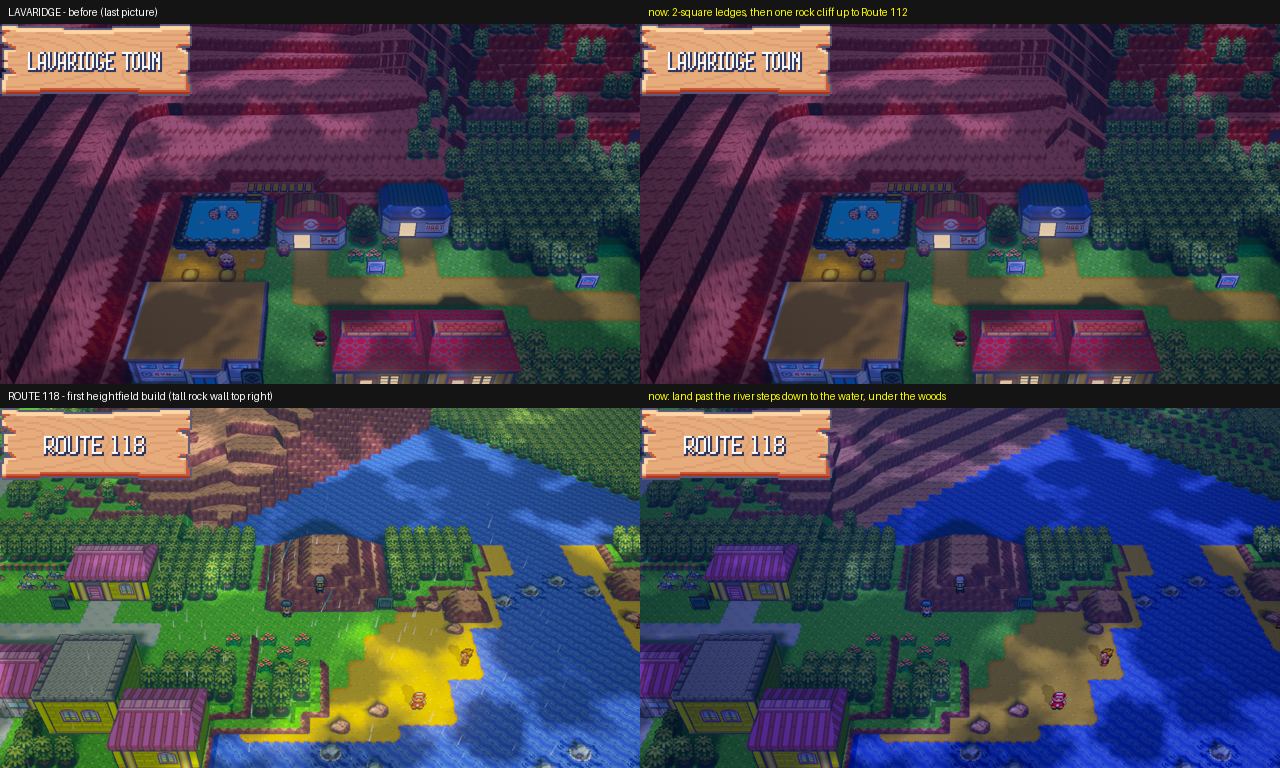 LAVARIDGE - before (last picture)
now: 2-square ledges, then one rock cliff up to Route 112
LAVARIDGE TOWN
LAVARIDGE TOWN
ROUTE 118 - first heightfield build (tall rock wall top right)
now: land past the river steps down to the water, under the woods
ROUTE 118
ROUTE 118